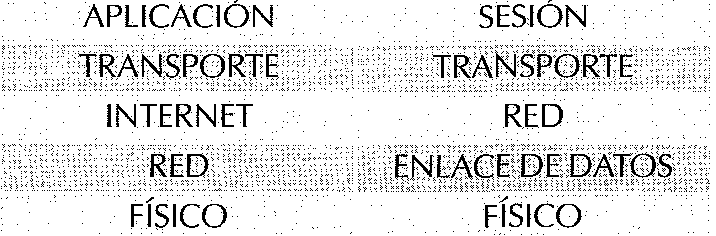 APLICACIÓN SESIÓN
TRANSPORTE TRANSPORTE
INTERNET RED
RED ENLACE DE DATOS
FÍSICO FÍSICO